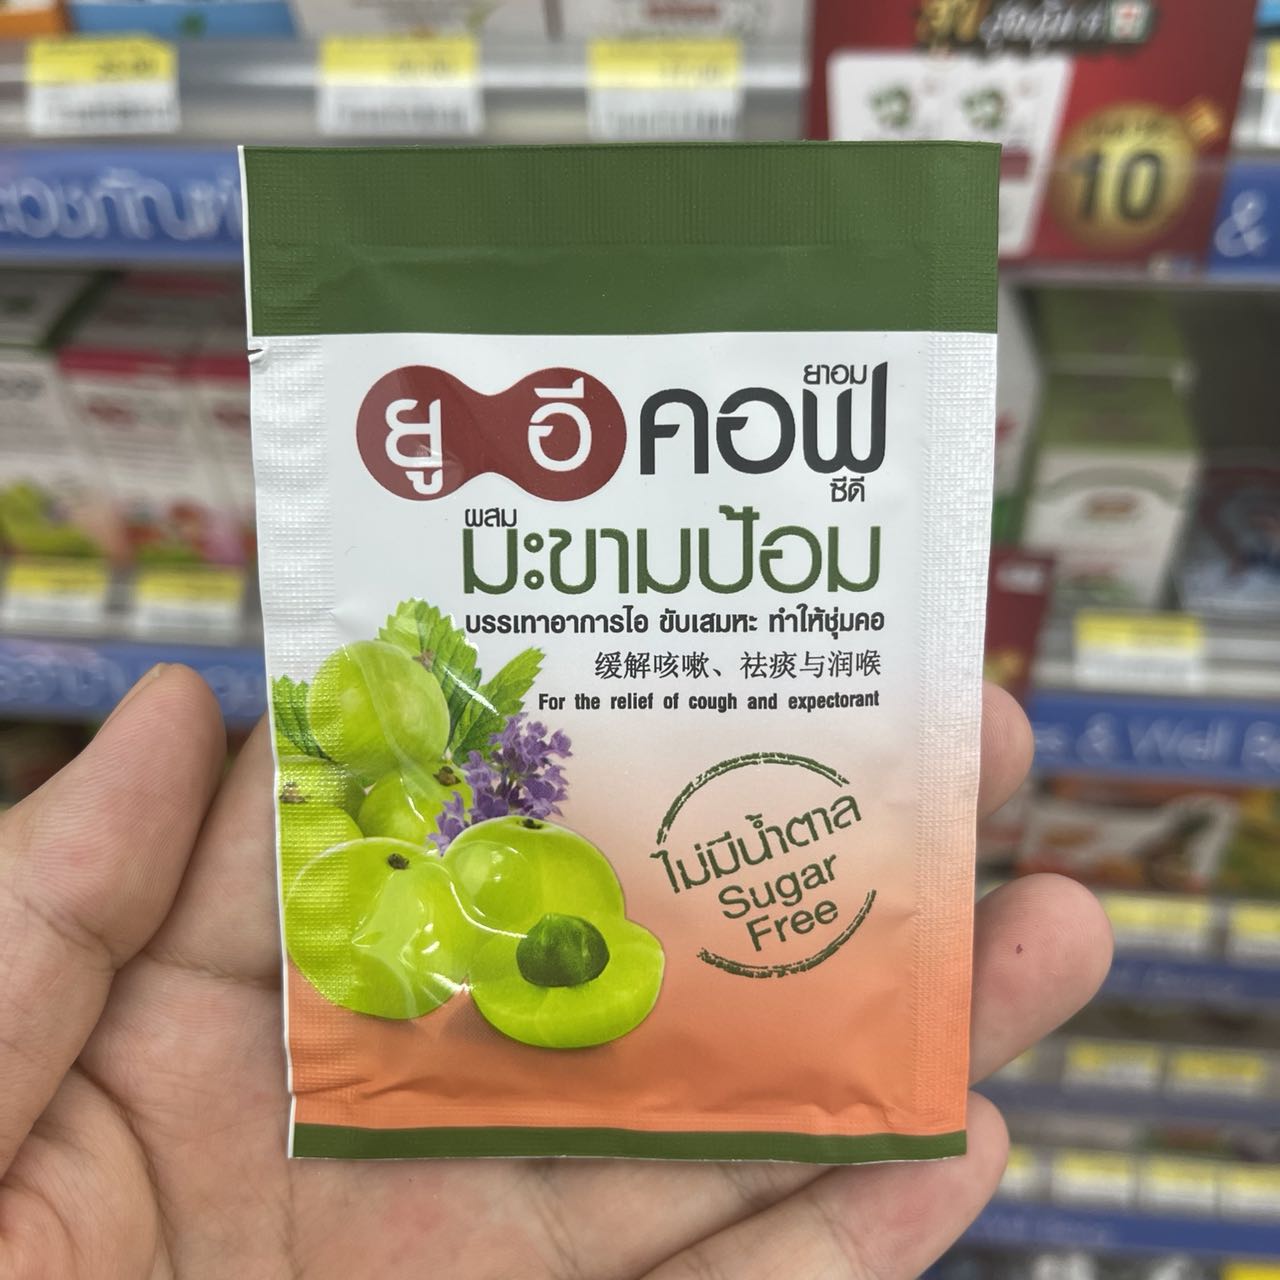 ยู อี คอฟ
ยาอม
ซีดี
ผสม
มะขามป้อม
บรรเทาอาการไอ ขับเสมหะ ทำให้ชุ่มคอ
缓解咳嗽、祛痰与润喉
For the relief of cough and expectorant
ไม่มีน้ำตาล
Sugar
Free
10
&
& Well B